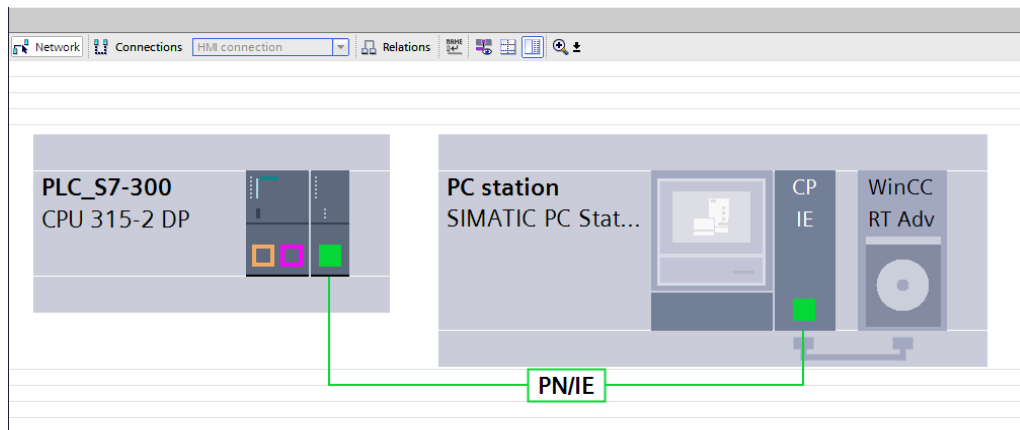 Network Connections HMI connection Relations NAME
PLC_S7-300
CPU 315-2 DP
PC station
SIMATIC PC Stat...
CP
IE
WinCC
RT Adv
PN/IE